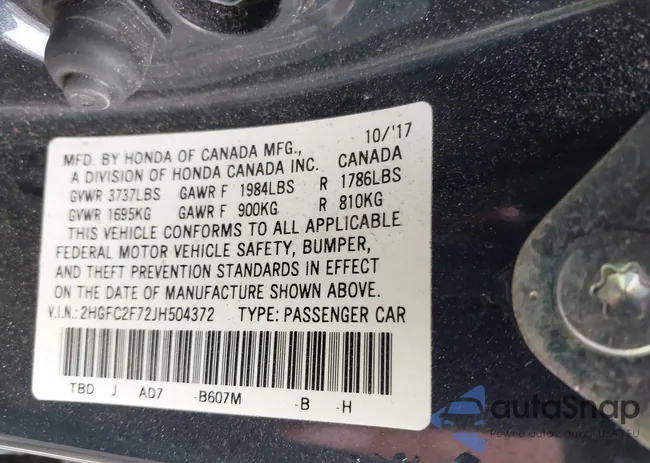 10/'17
MFD. BY HONDA OF CANADA MFG.,
A DIVISION OF HONDA CANADA INC. CANADA
GVWR 3737LBS GAWR F 1984LBS R 1786LBS
GVWR 1695KG GAWR F 900KG R 810KG
THIS VEHICLE CONFORMS TO ALL APPLICABLE
FEDERAL MOTOR VEHICLE SAFETY, BUMPER,
AND THEFT PREVENTION STANDARDS IN EFFECT
ON THE DATE OF MANUFACTURE SHOWN ABOVE.
V.I.N.:2HGFC2F72JH504372 TYPE: PASSENGER CAR
TBD J AD7 -B607M -B -H
autoSnap
Pewne auta z